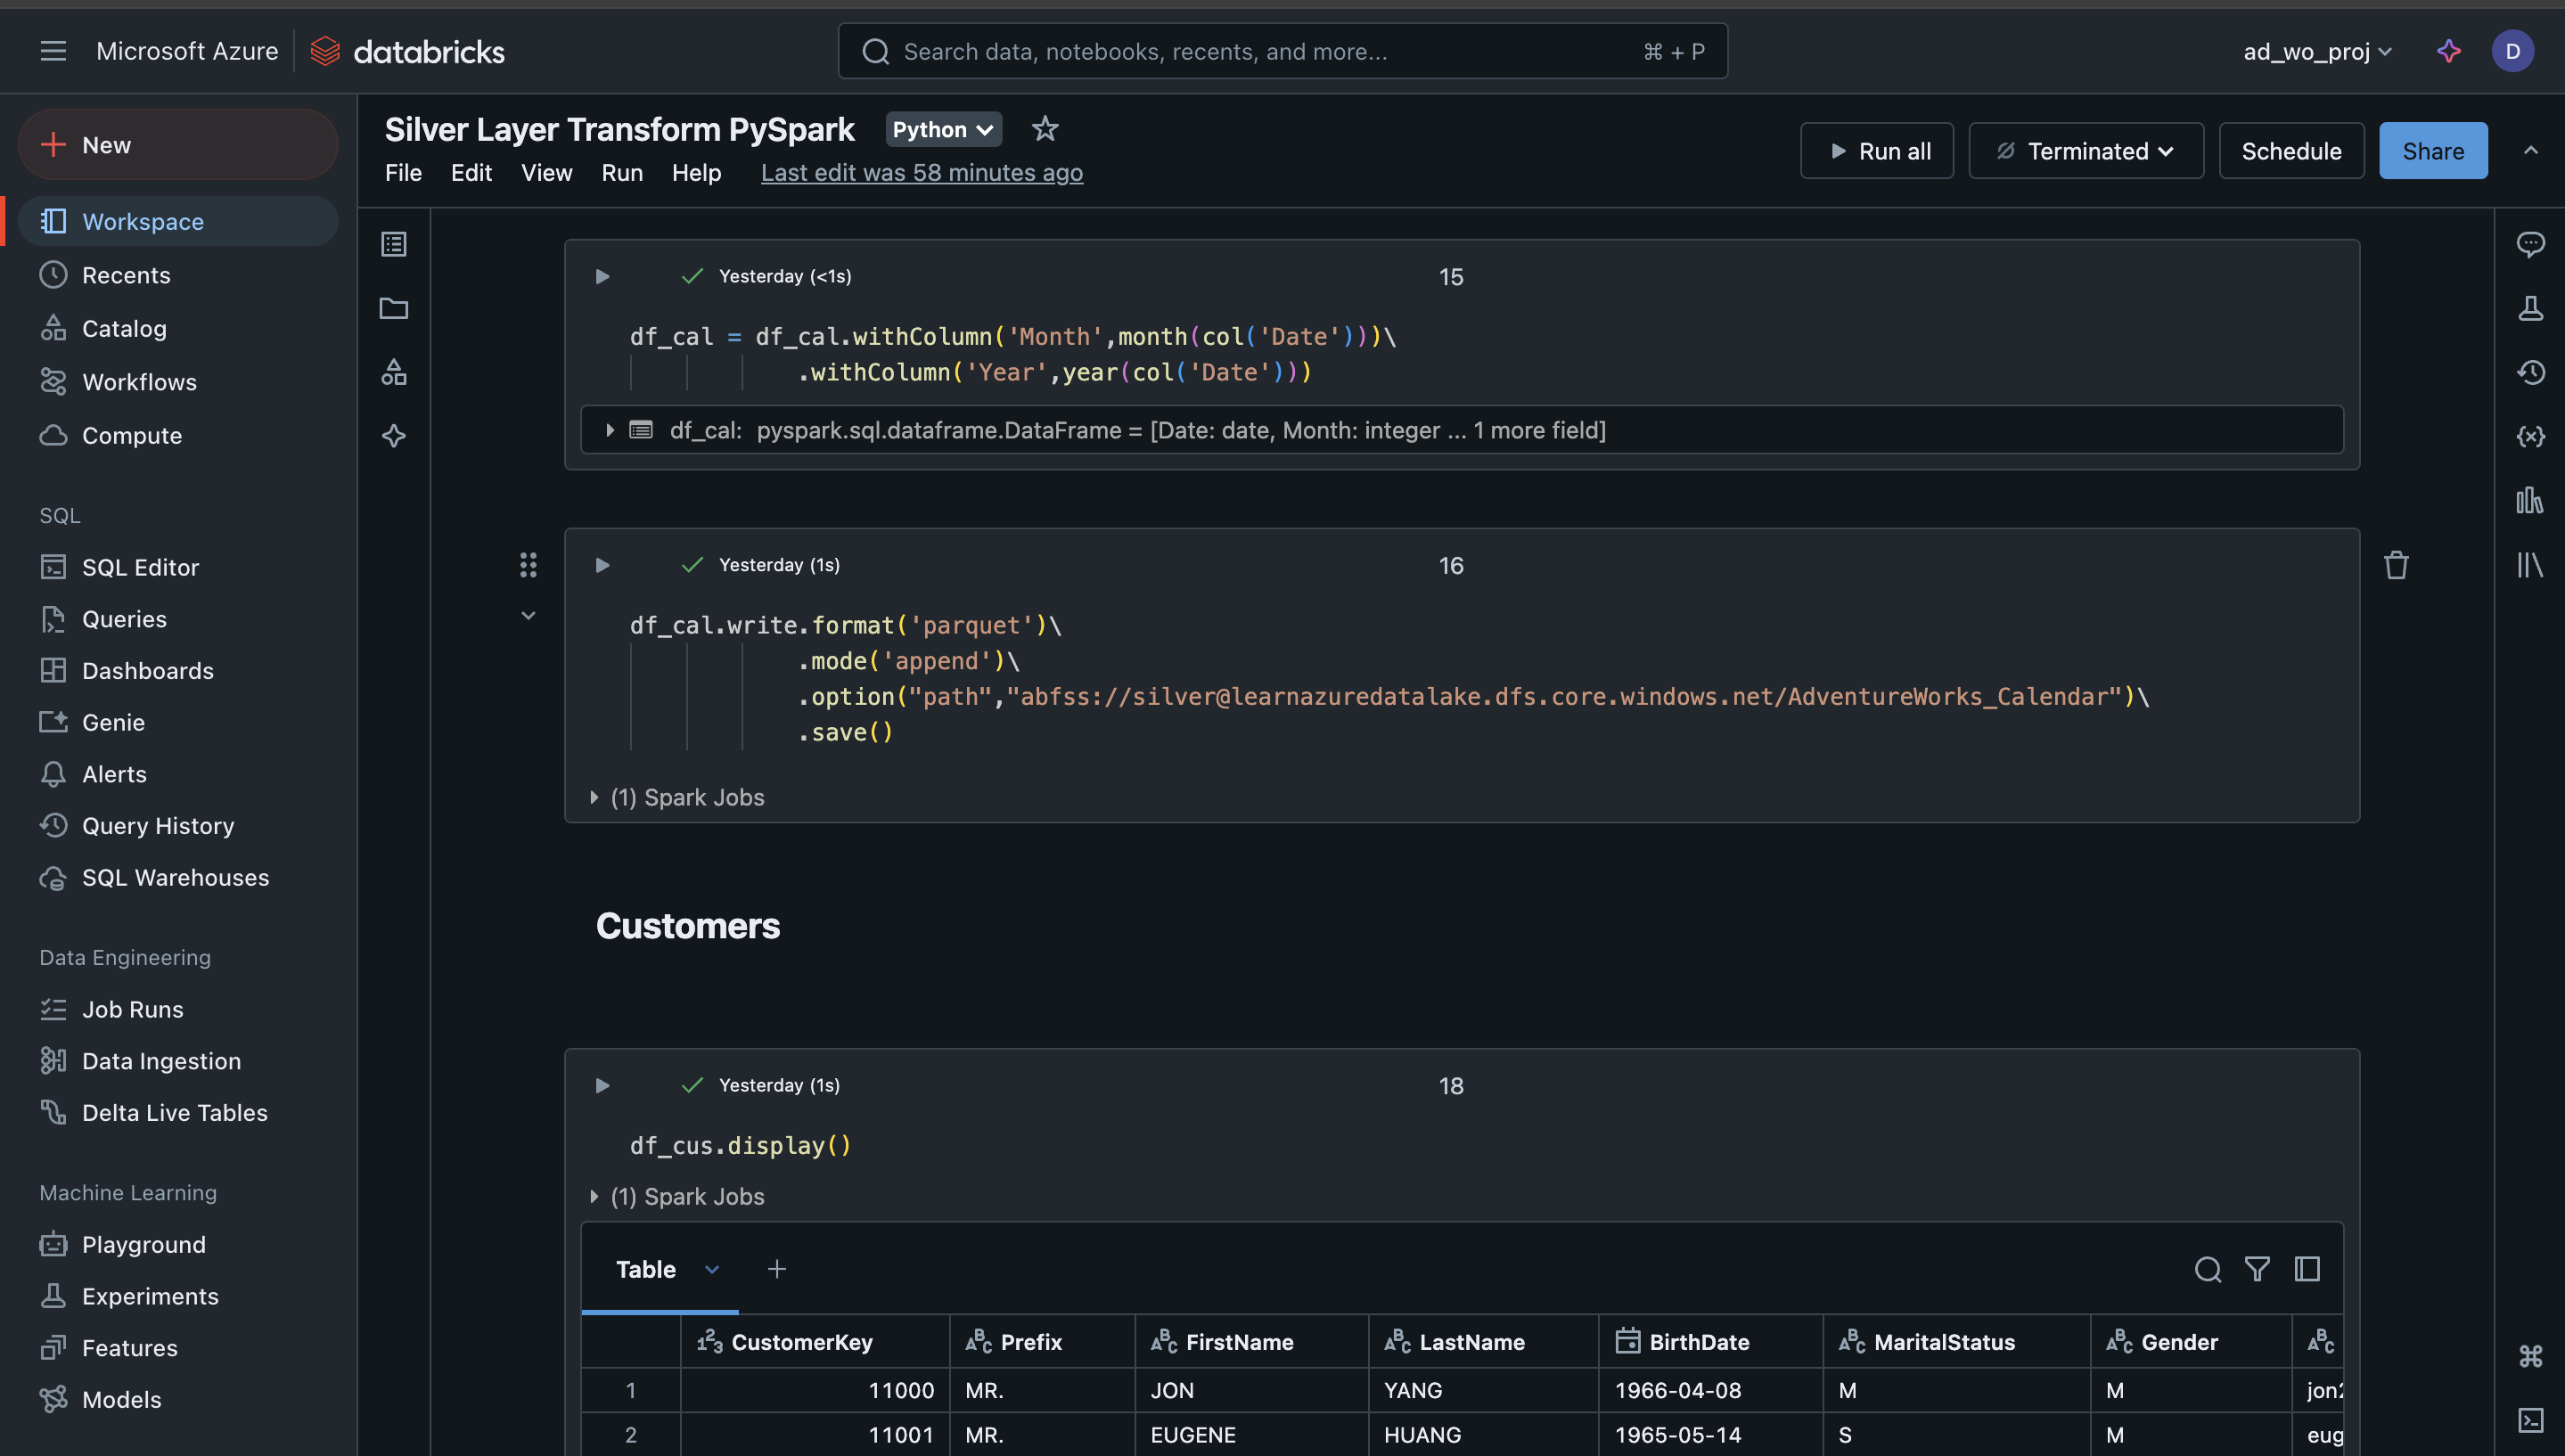 Microsoft Azure
databricks
Search data, notebooks, recents, and more...
⌘ + P
ad_wo_proj
D
New
Workspace
Recents
Catalog
Workflows
Compute
SQL
SQL Editor
Queries
Dashboards
Genie
Alerts
Query History
SQL Warehouses
Data Engineering
Job Runs
Data Ingestion
Delta Live Tables
Machine Learning
Playground
Experiments
Features
Models
Silver Layer Transform PySpark
Python
File Edit View Run Help Last edit was 58 minutes ago
Run all
Terminated
Schedule
Share
Yesterday (<1s)
15
df_cal = df_cal.withColumn('Month',month(col('Date')))\
.withColumn('Year',year(col('Date')))
df_cal: pyspark.sql.dataframe.DataFrame = [Date: date, Month: integer ... 1 more field]
Yesterday (1s)
16
df_cal.write.format('parquet')\
.mode('append')\
.option("path","abfss://silver@learnazuredatalake.dfs.core.windows.net/AdventureWorks_Calendar")\
.save()
(1) Spark Jobs
Customers
Yesterday (1s)
18
df_cus.display()
(1) Spark Jobs
Table
CustomerKey Prefix FirstName LastName BirthDate MaritalStatus Gender
1 11000 MR. JON YANG 1966-04-08 M M
2 11001 MR. EUGENE HUANG 1965-05-14 S M eug